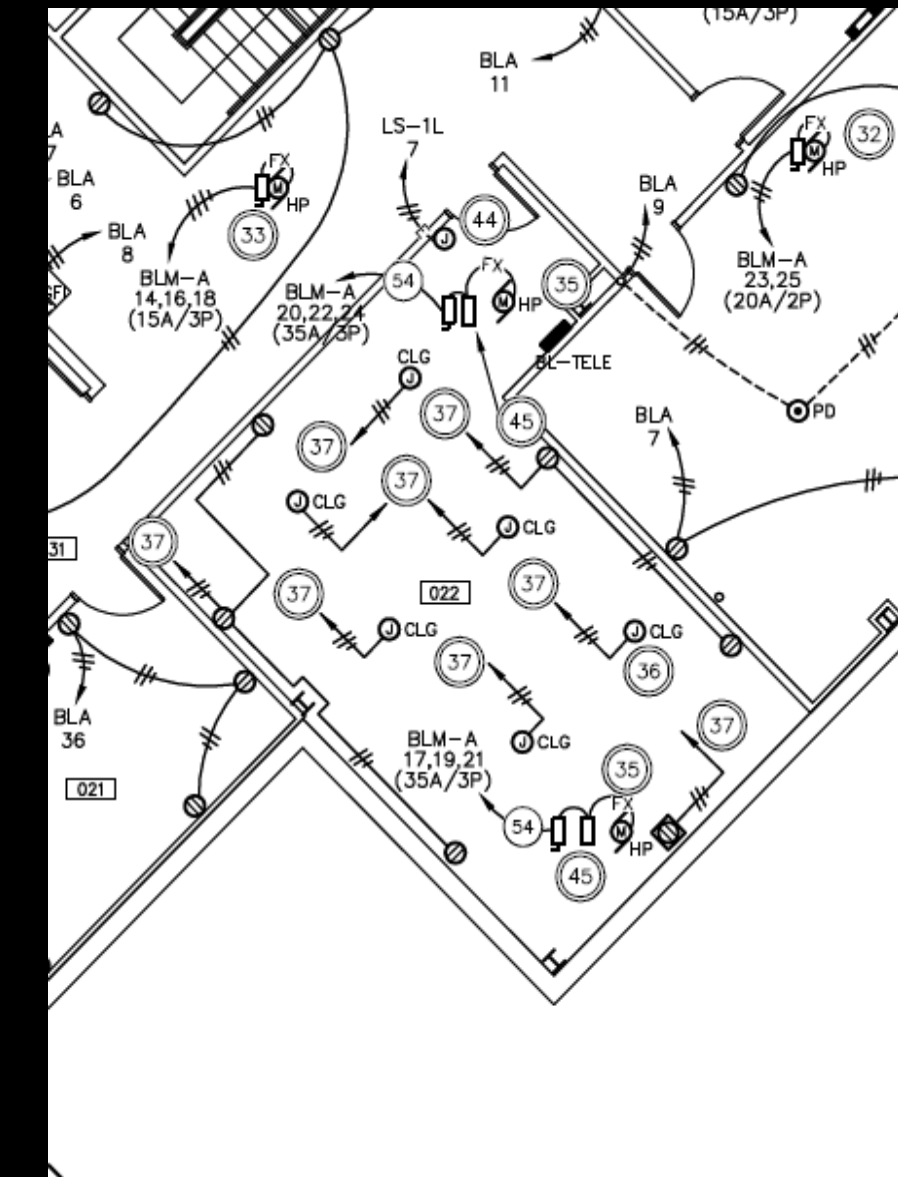 (15A/3P)
BLA
11
LS-1L
7
FX
M
HP
32
BLA
6
FX
M
HP
33
BLA
8
BLA
9
44
J
BLM-A
14,16,18
(15A/3P)
BLM-A
20,22,24
(35A/3P)
54
FX
M
HP
35
BLM-A
23,25
(20A/2P)
BL-TELE
CLG
J
37
37
45
BLA
7
PD
37
J CLG
J CLG
37
31
37
022
37
J CLG
J CLG
37
36
BLA
36
021
BLM-A
17,19,21
(35A/3P)
J CLG
37
35
54
FX
M
HP
45